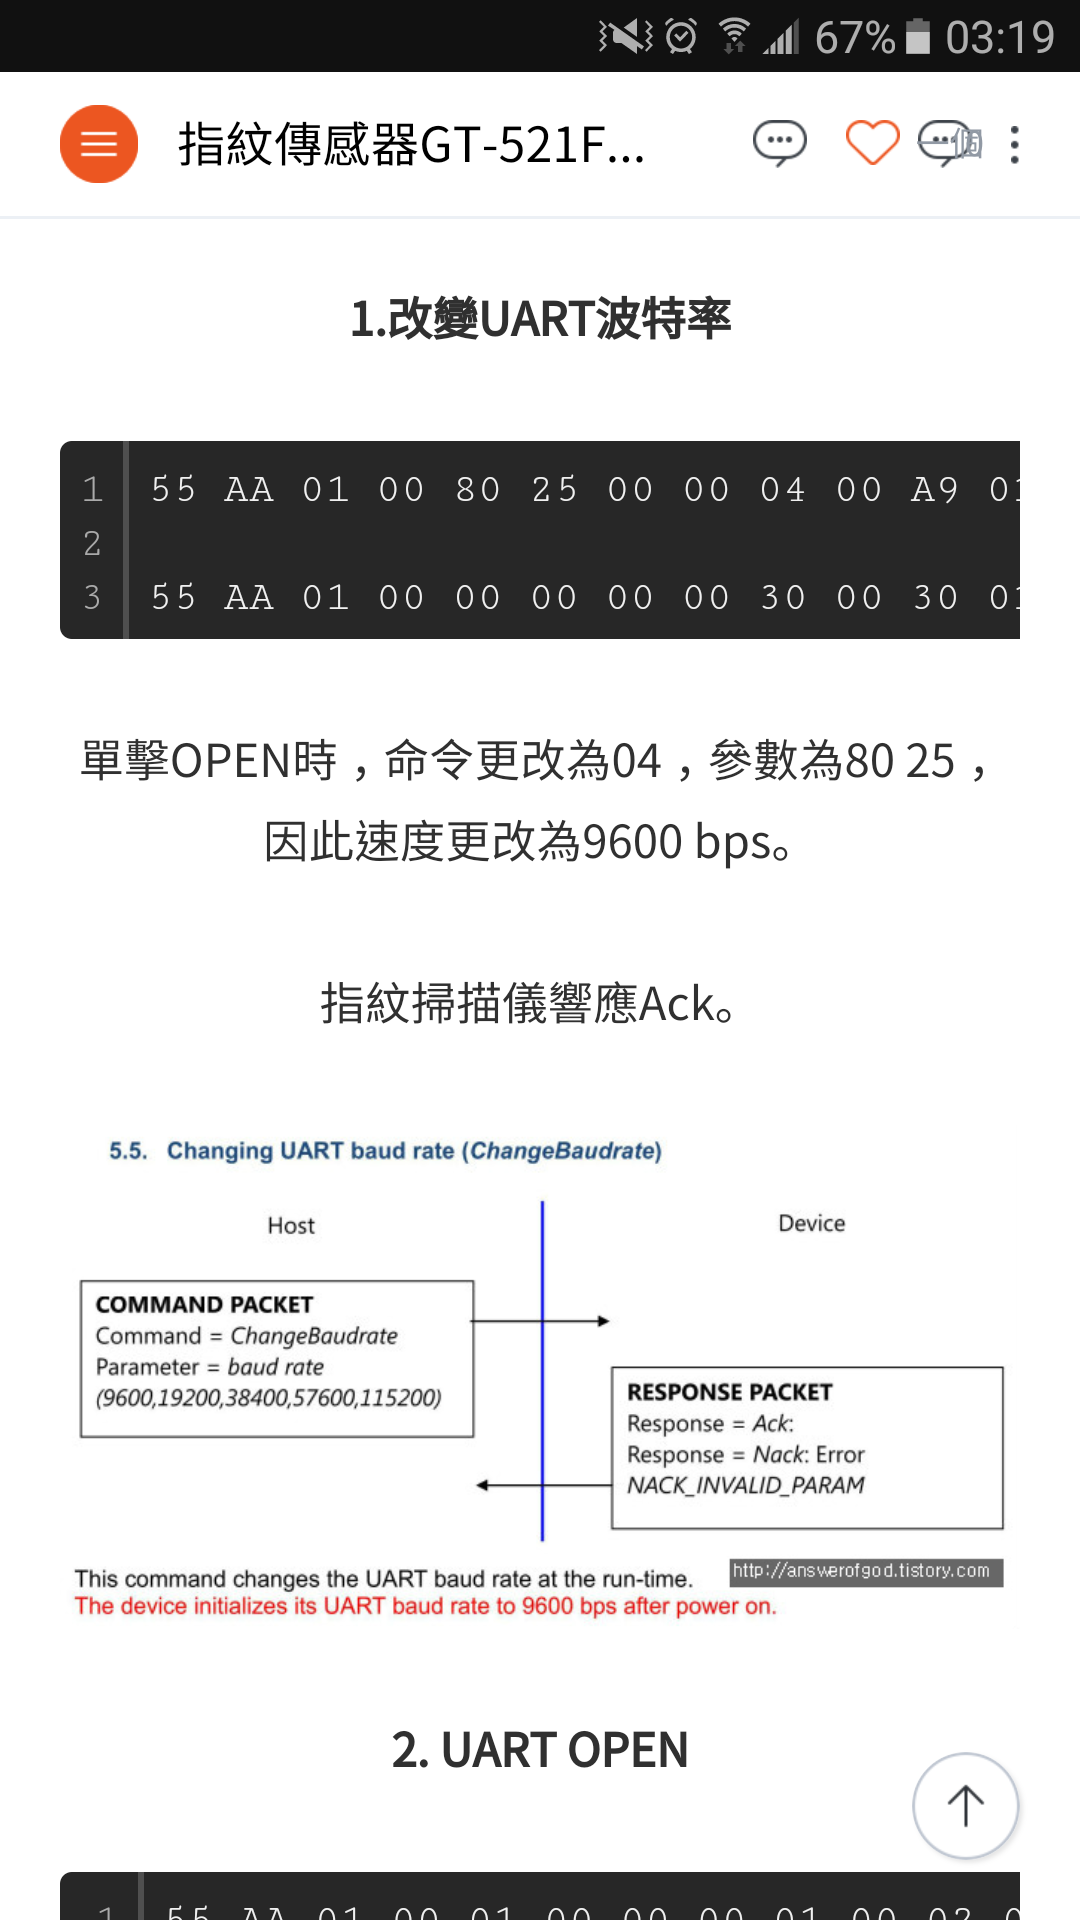 67% 03:19
指紋傳感器GT-521F...
1.改變UART波特率
1 55 AA 01 00 80 25 00 00 04 00 A9 01
2
3 55 AA 01 00 00 00 00 00 30 00 30 01
單擊OPEN時，命令更改為04，參數為80 25，
因此速度更改為9600 bps。
指紋掃描儀響應Ack。
5.5. Changing UART baud rate (ChangeBaudrate)
Host
Device
COMMAND PACKET
Command = ChangeBaudrate
Parameter = baud rate
(9600,19200,38400,57600,115200)
RESPONSE PACKET
Response = Ack:
Response = Nack: Error
NACK_INVALID_PARAM
http://answerofgod.tistory.com
This command changes the UART baud rate at the run-time.
The device initializes its UART baud rate to 9600 bps after power on.
2. UART OPEN
1 55 AA 01 00 01 00 00 00 01 00 02 0